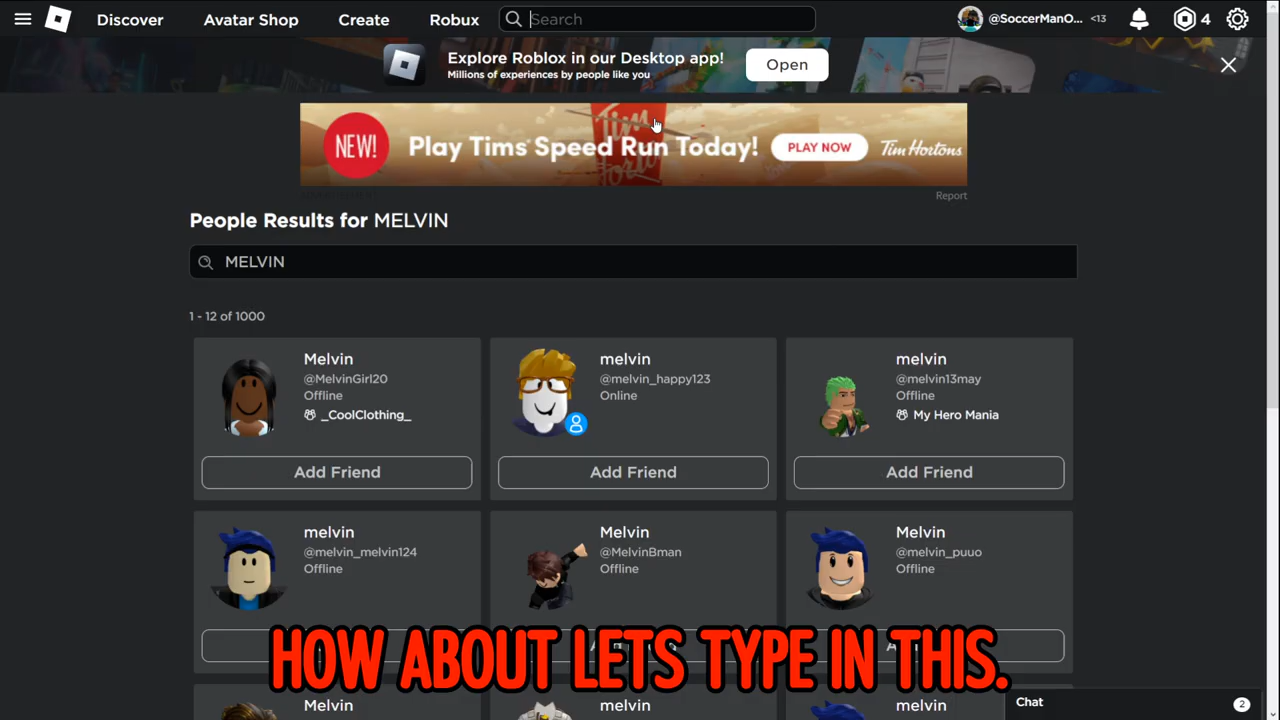 Discover Avatar Shop Create Robux Search @SoccerManO... <13 4
Explore Roblox in our Desktop app!
Millions of experiences by people like you
Open
NEW! Play Tims Speed Run Today! PLAY NOW Tim Hortons
ADVERTISEMENT Report
People Results for MELVIN
MELVIN
1 - 12 of 1000
Melvin
@MelvinGirl20
Offline
_CoolClothing_
Add Friend
melvin
@melvin_happy123
Online
Add Friend
melvin
@melvin13may
Offline
My Hero Mania
Add Friend
melvin
@melvin_melvin124
Offline
Melvin
@MelvinBman
Offline
Melvin
@melvin_puuo
Offline
HOW ABOUT LETS TYPE IN THIS.
Melvin
melvin
melvin
Chat 2